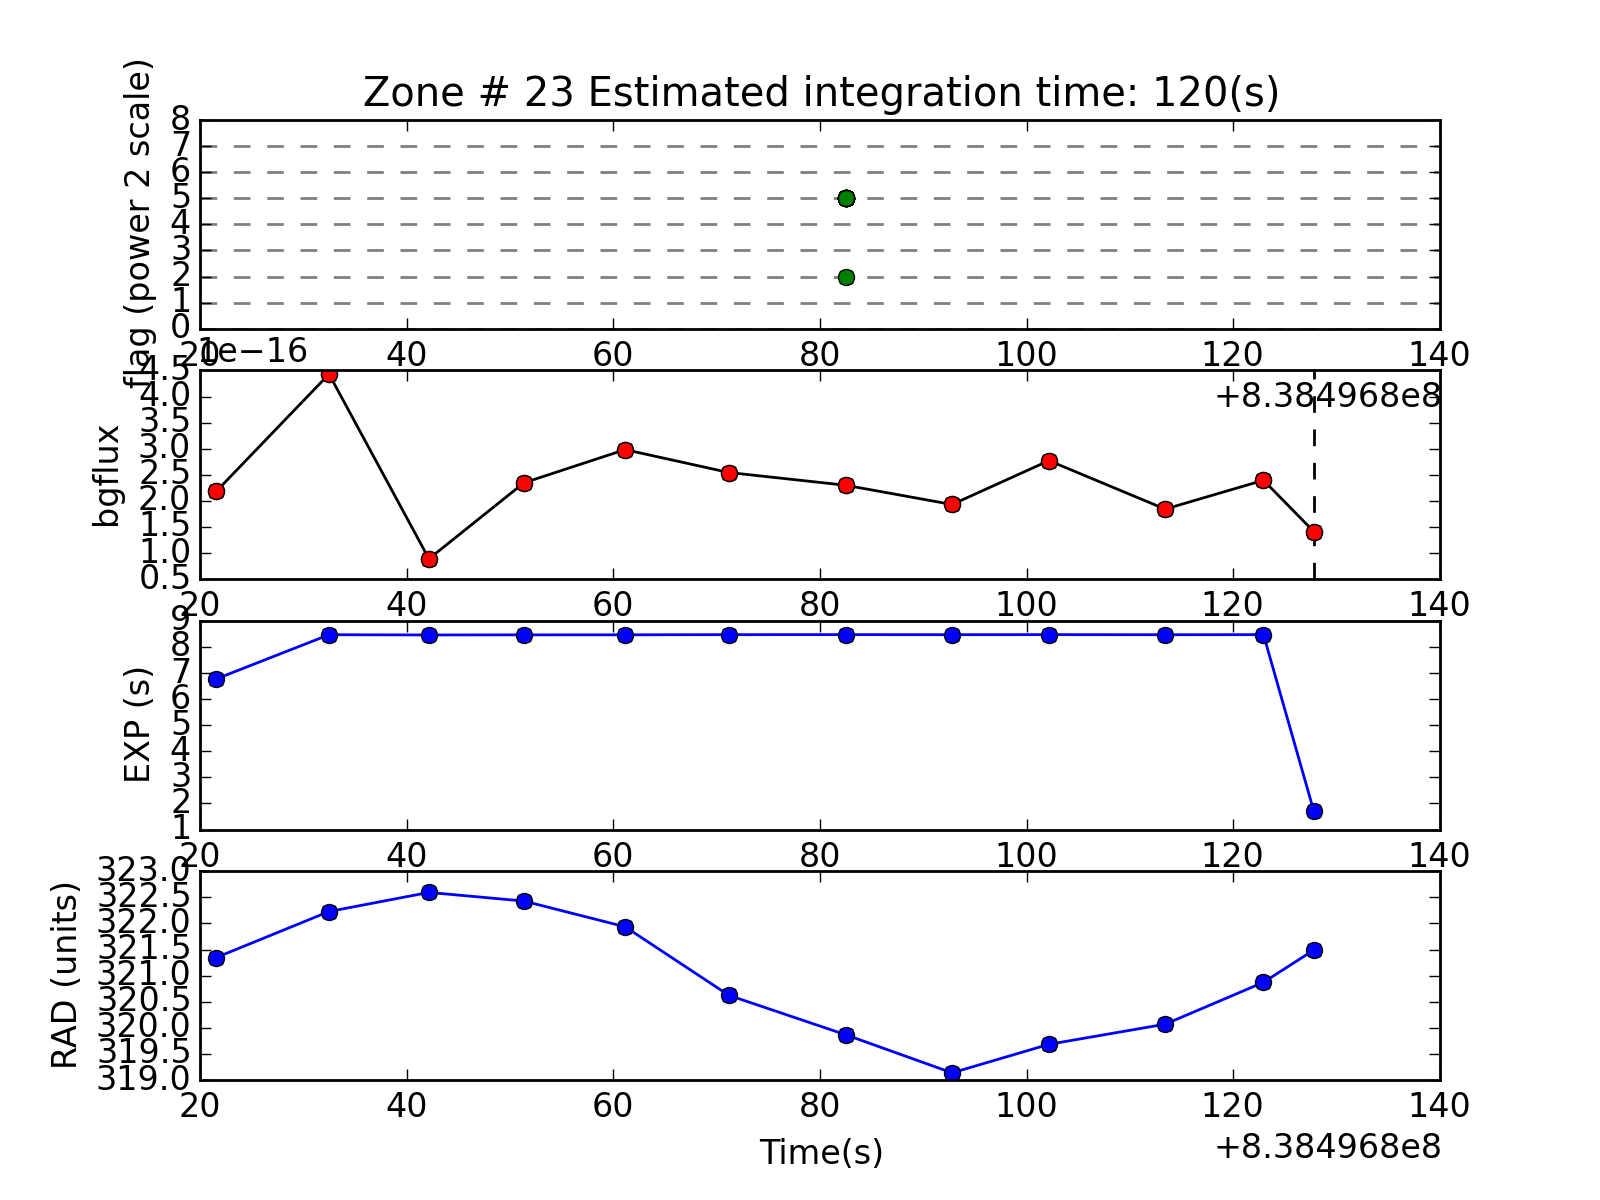 Zone # 23 Estimated integration time: 120(s)
flag (power 2 scale)
8
7
6
5
4
3
2
1
0
20 40 60 80 100 120 140
1e−16
+8.384968e8
bgflux
4.5
4.0
3.5
3.0
2.5
2.0
1.5
1.0
0.5
20 40 60 80 100 120 140
EXP (s)
9
8
7
6
5
4
3
2
1
20 40 60 80 100 120 140
RAD (units)
323.0
322.5
322.0
321.5
321.0
320.5
320.0
319.5
319.0
20 40 60 80 100 120 140
Time(s)
+8.384968e8